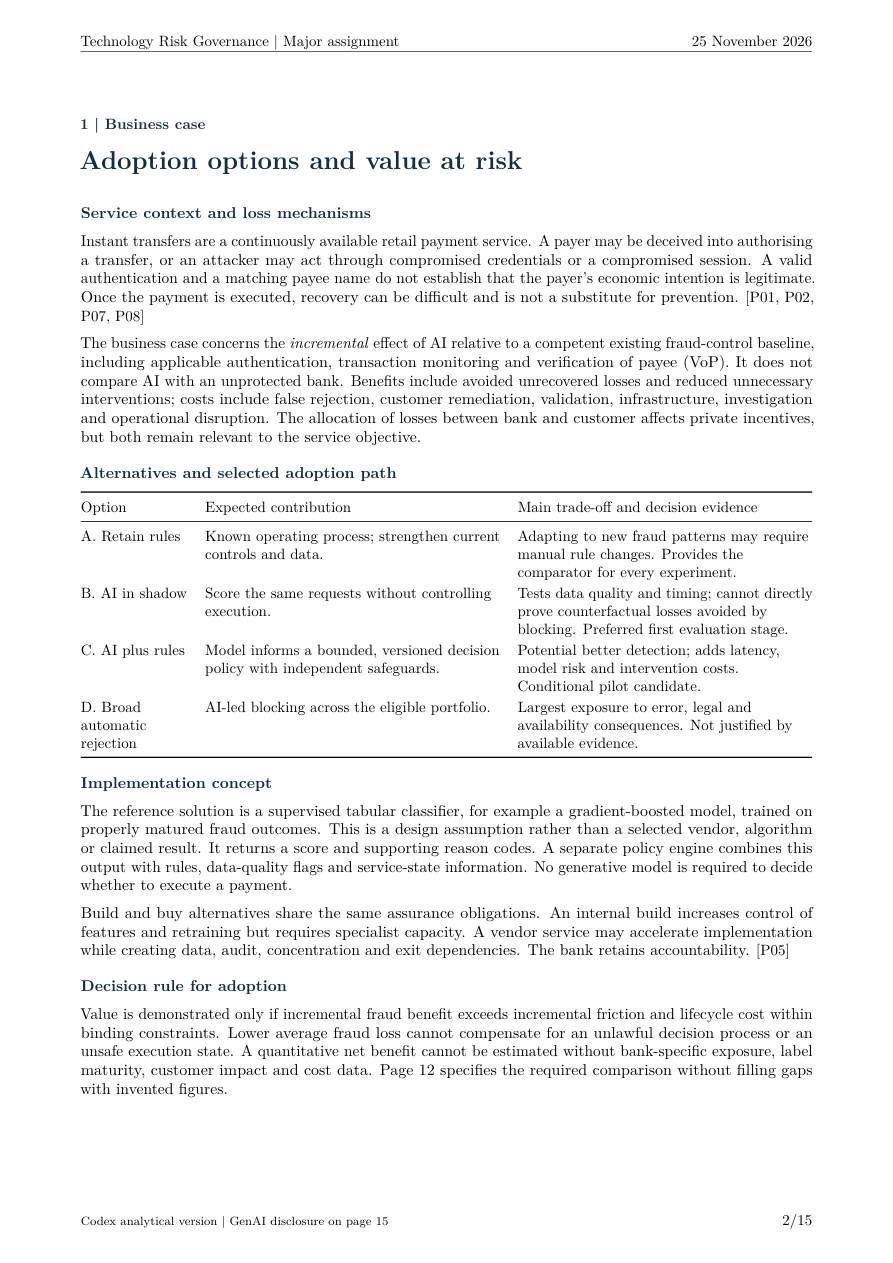 Technology Risk Governance | Major assignment 25 November 2026
1 | Business case
Adoption options and value at risk
Service context and loss mechanisms
Instant transfers are a continuously available retail payment service. A payer may be deceived into authorising
a transfer, or an attacker may act through compromised credentials or a compromised session. A valid
authentication and a matching payee name do not establish that the payer's economic intention is legitimate.
Once the payment is executed, recovery can be difficult and is not a substitute for prevention. [P01, P02,
P07, P08]
The business case concerns the incremental effect of AI relative to a competent existing fraud-control baseline,
including applicable authentication, transaction monitoring and verification of payee (VoP). It does not
compare AI with an unprotected bank. Benefits include avoided unrecovered losses and reduced unnecessary
interventions; costs include false rejection, customer remediation, validation, infrastructure, investigation
and operational disruption. The allocation of losses between bank and customer affects private incentives,
but both remain relevant to the service objective.
Alternatives and selected adoption path
Option Expected contribution Main trade-off and decision evidence
A. Retain rules Known operating process; strengthen current Adapting to new fraud patterns may require
controls and data. manual rule changes. Provides the
comparator for every experiment.
B. AI in shadow Score the same requests without controlling Tests data quality and timing; cannot directly
execution. prove counterfactual losses avoided by
blocking. Preferred first evaluation stage.
C. AI plus rules Model informs a bounded, versioned decision Potential better detection; adds latency,
policy with independent safeguards. model risk and intervention costs.
Conditional pilot candidate.
D. Broad AI-led blocking across the eligible portfolio. Largest exposure to error, legal and
automatic availability consequences. Not justified by
rejection available evidence.
Implementation concept
The reference solution is a supervised tabular classifier, for example a gradient-boosted model, trained on
properly matured fraud outcomes. This is a design assumption rather than a selected vendor, algorithm
or claimed result. It returns a score and supporting reason codes. A separate policy engine combines this
output with rules, data-quality flags and service-state information. No generative model is required to decide
whether to execute a payment.
Build and buy alternatives share the same assurance obligations. An internal build increases control of
features and retraining but requires specialist capacity. A vendor service may accelerate implementation
while creating data, audit, concentration and exit dependencies. The bank retains accountability. [P05]
Decision rule for adoption
Value is demonstrated only if incremental fraud benefit exceeds incremental friction and lifecycle cost within
binding constraints. Lower average fraud loss cannot compensate for an unlawful decision process or an
unsafe execution state. A quantitative net benefit cannot be estimated without bank-specific exposure, label
maturity, customer impact and cost data. Page 12 specifies the required comparison without filling gaps
with invented figures.
Codex analytical version | GenAI disclosure on page 15 2/15